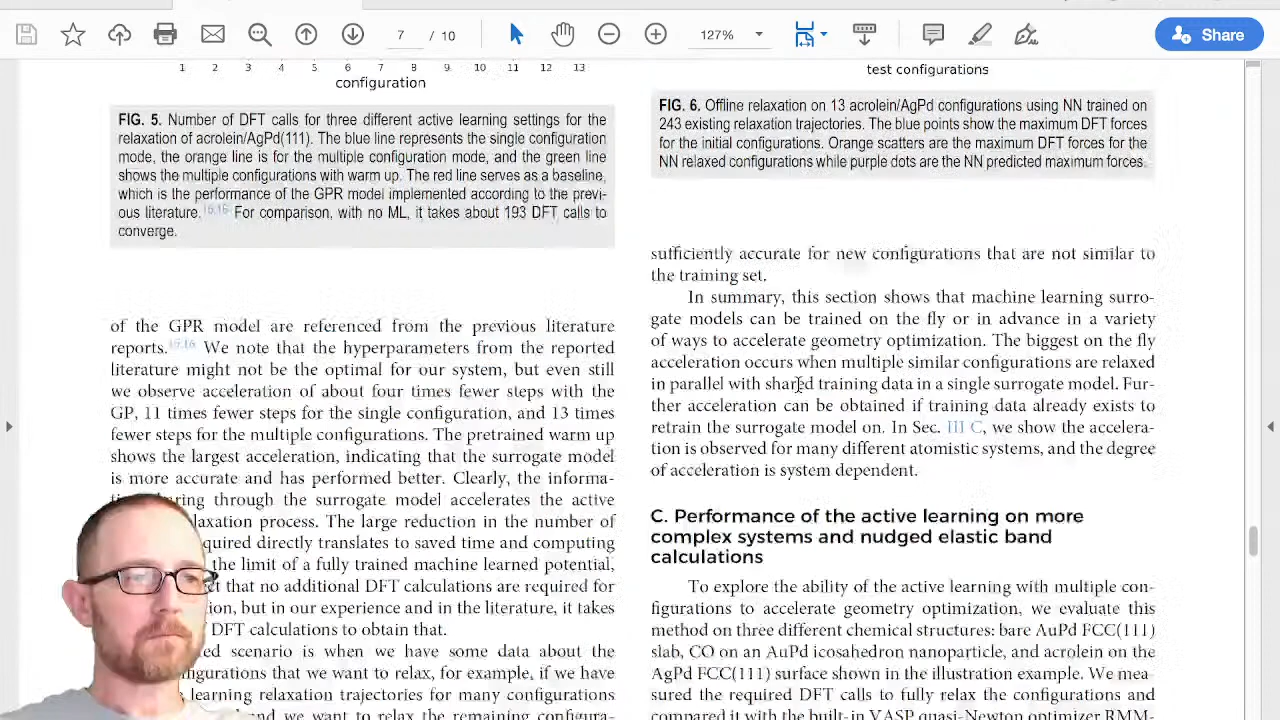 7 / 10
127%
Share
1 2 3 4 5 6 7 8 9 10 11 12 13
configuration
FIG. 5. Number of DFT calls for three different active learning settings for the
relaxation of acrolein/AgPd(111). The blue line represents the single configuration
mode, the orange line is for the multiple configuration mode, and the green line
shows the multiple configurations with warm up. The red line serves as a baseline,
which is the performance of the GPR model implemented according to the previ-
ous literature. For comparison, with no ML, it takes about 193 DFT calls to
converge.
of the GPR model are referenced from the previous literature
reports. We note that the hyperparameters from the reported
literature might not be the optimal for our system, but even still
we observe acceleration of about four times fewer steps with the
GP, 11 times fewer steps for the single configuration, and 13 times
fewer steps for the multiple configurations. The pretrained warm up
shows the largest acceleration, indicating that the surrogate model
is more accurate and has performed better. Clearly, the informa-
ring through the surrogate model accelerates the active
laxation process. The large reduction in the number of
quired directly translates to saved time and computing
the limit of a fully trained machine learned potential,
t that no additional DFT calculations are required for
ion, but in our experience and in the literature, it takes
DFT calculations to obtain that.
ed scenario is when we have some data about the
figurations that we want to relax, for example, if we have
learning relaxation trajectories for many configurations
and we want to relax the remaining configura-
test configurations
FIG. 6. Offline relaxation on 13 acrolein/AgPd configurations using NN trained on
243 existing relaxation trajectories. The blue points show the maximum DFT forces
for the initial configurations. Orange scatters are the maximum DFT forces for the
NN relaxed configurations while purple dots are the NN predicted maximum forces.
sufficiently accurate for new configurations that are not similar to
the training set.
In summary, this section shows that machine learning surro-
gate models can be trained on the fly or in advance in a variety
of ways to accelerate geometry optimization. The biggest on the fly
acceleration occurs when multiple similar configurations are relaxed
in parallel with shared training data in a single surrogate model. Fur-
ther acceleration can be obtained if training data already exists to
retrain the surrogate model on. In Sec. III C, we show the accelera-
tion is observed for many different atomistic systems, and the degree
of acceleration is system dependent.
C. Performance of the active learning on more
complex systems and nudged elastic band
calculations
To explore the ability of the active learning with multiple con-
figurations to accelerate geometry optimization, we evaluate this
method on three different chemical structures: bare AuPd FCC(111)
slab, CO on an AuPd icosahedron nanoparticle, and acrolein on the
AgPd FCC(111) surface shown in the illustration example. We mea-
sured the required DFT calls to fully relax the configurations and
compared it with the built-in VASP quasi-Newton optimizer RMM-